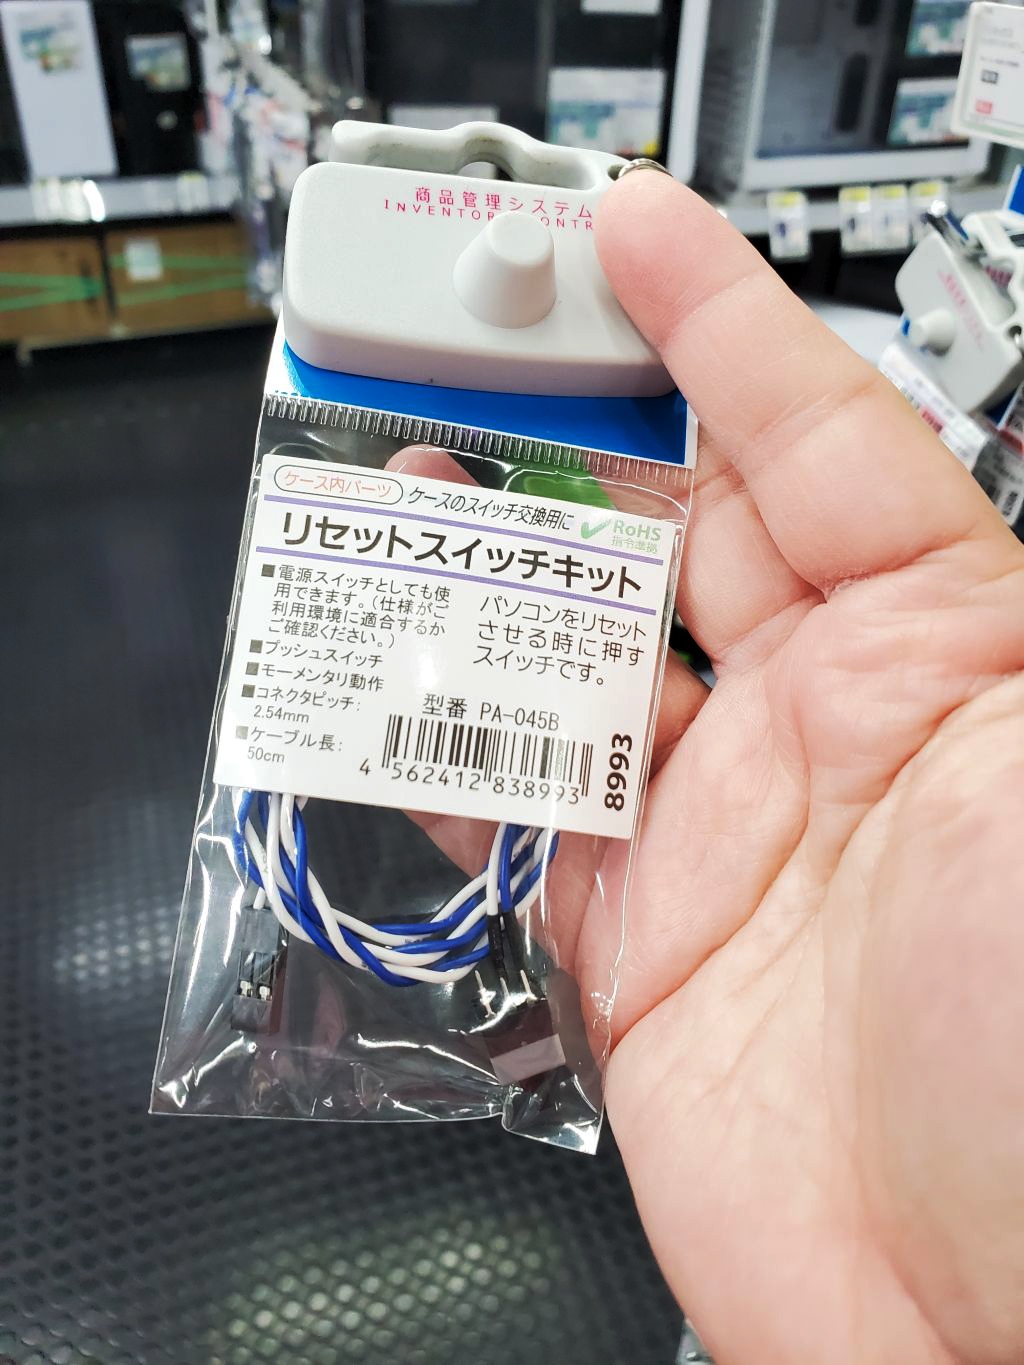 商品管理システム
ケース内パーツ
ケースのスイッチ交換用に
RoHS
指令準拠
リセットスイッチキット
■電源スイッチとしても使
用できます。(仕様がご
利用環境に適合するか
ご確認ください。)
■プッシュスイッチ
■モーメンタリ動作
■コネクタピッチ:
2.54mm
■ケーブル長:
50cm
パソコンをリセット
させる時に押す
スイッチです。
型番 PA-045B
4 562412 838993
8993